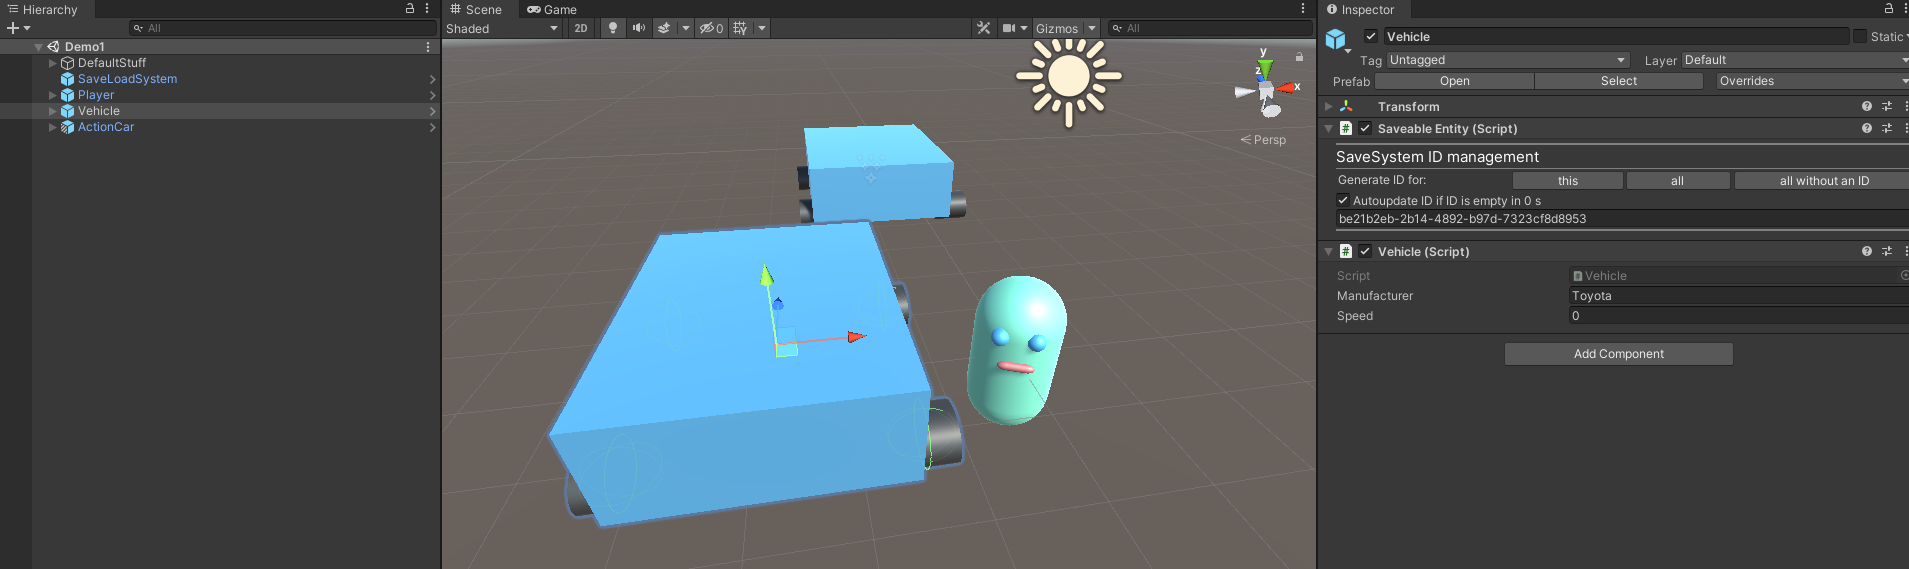 Hierarchy
All
Demo1
DefaultStuff
SaveLoadSystem
Player
Vehicle
ActionCar
Scene
Game
Shaded
2D
0
Gizmos
All
y
z
x
Persp
Inspector
Vehicle
Static
Tag Untagged
Layer Default
Prefab Open Select Overrides
Transform
Saveable Entity (Script)
SaveSystem ID management
Generate ID for: this all all without an ID
Autoupdate ID if ID is empty in 0 s
be21b2eb-2b14-4892-b97d-7323cf8d8953
Vehicle (Script)
Script Vehicle
Manufacturer Toyota
Speed 0
Add Component